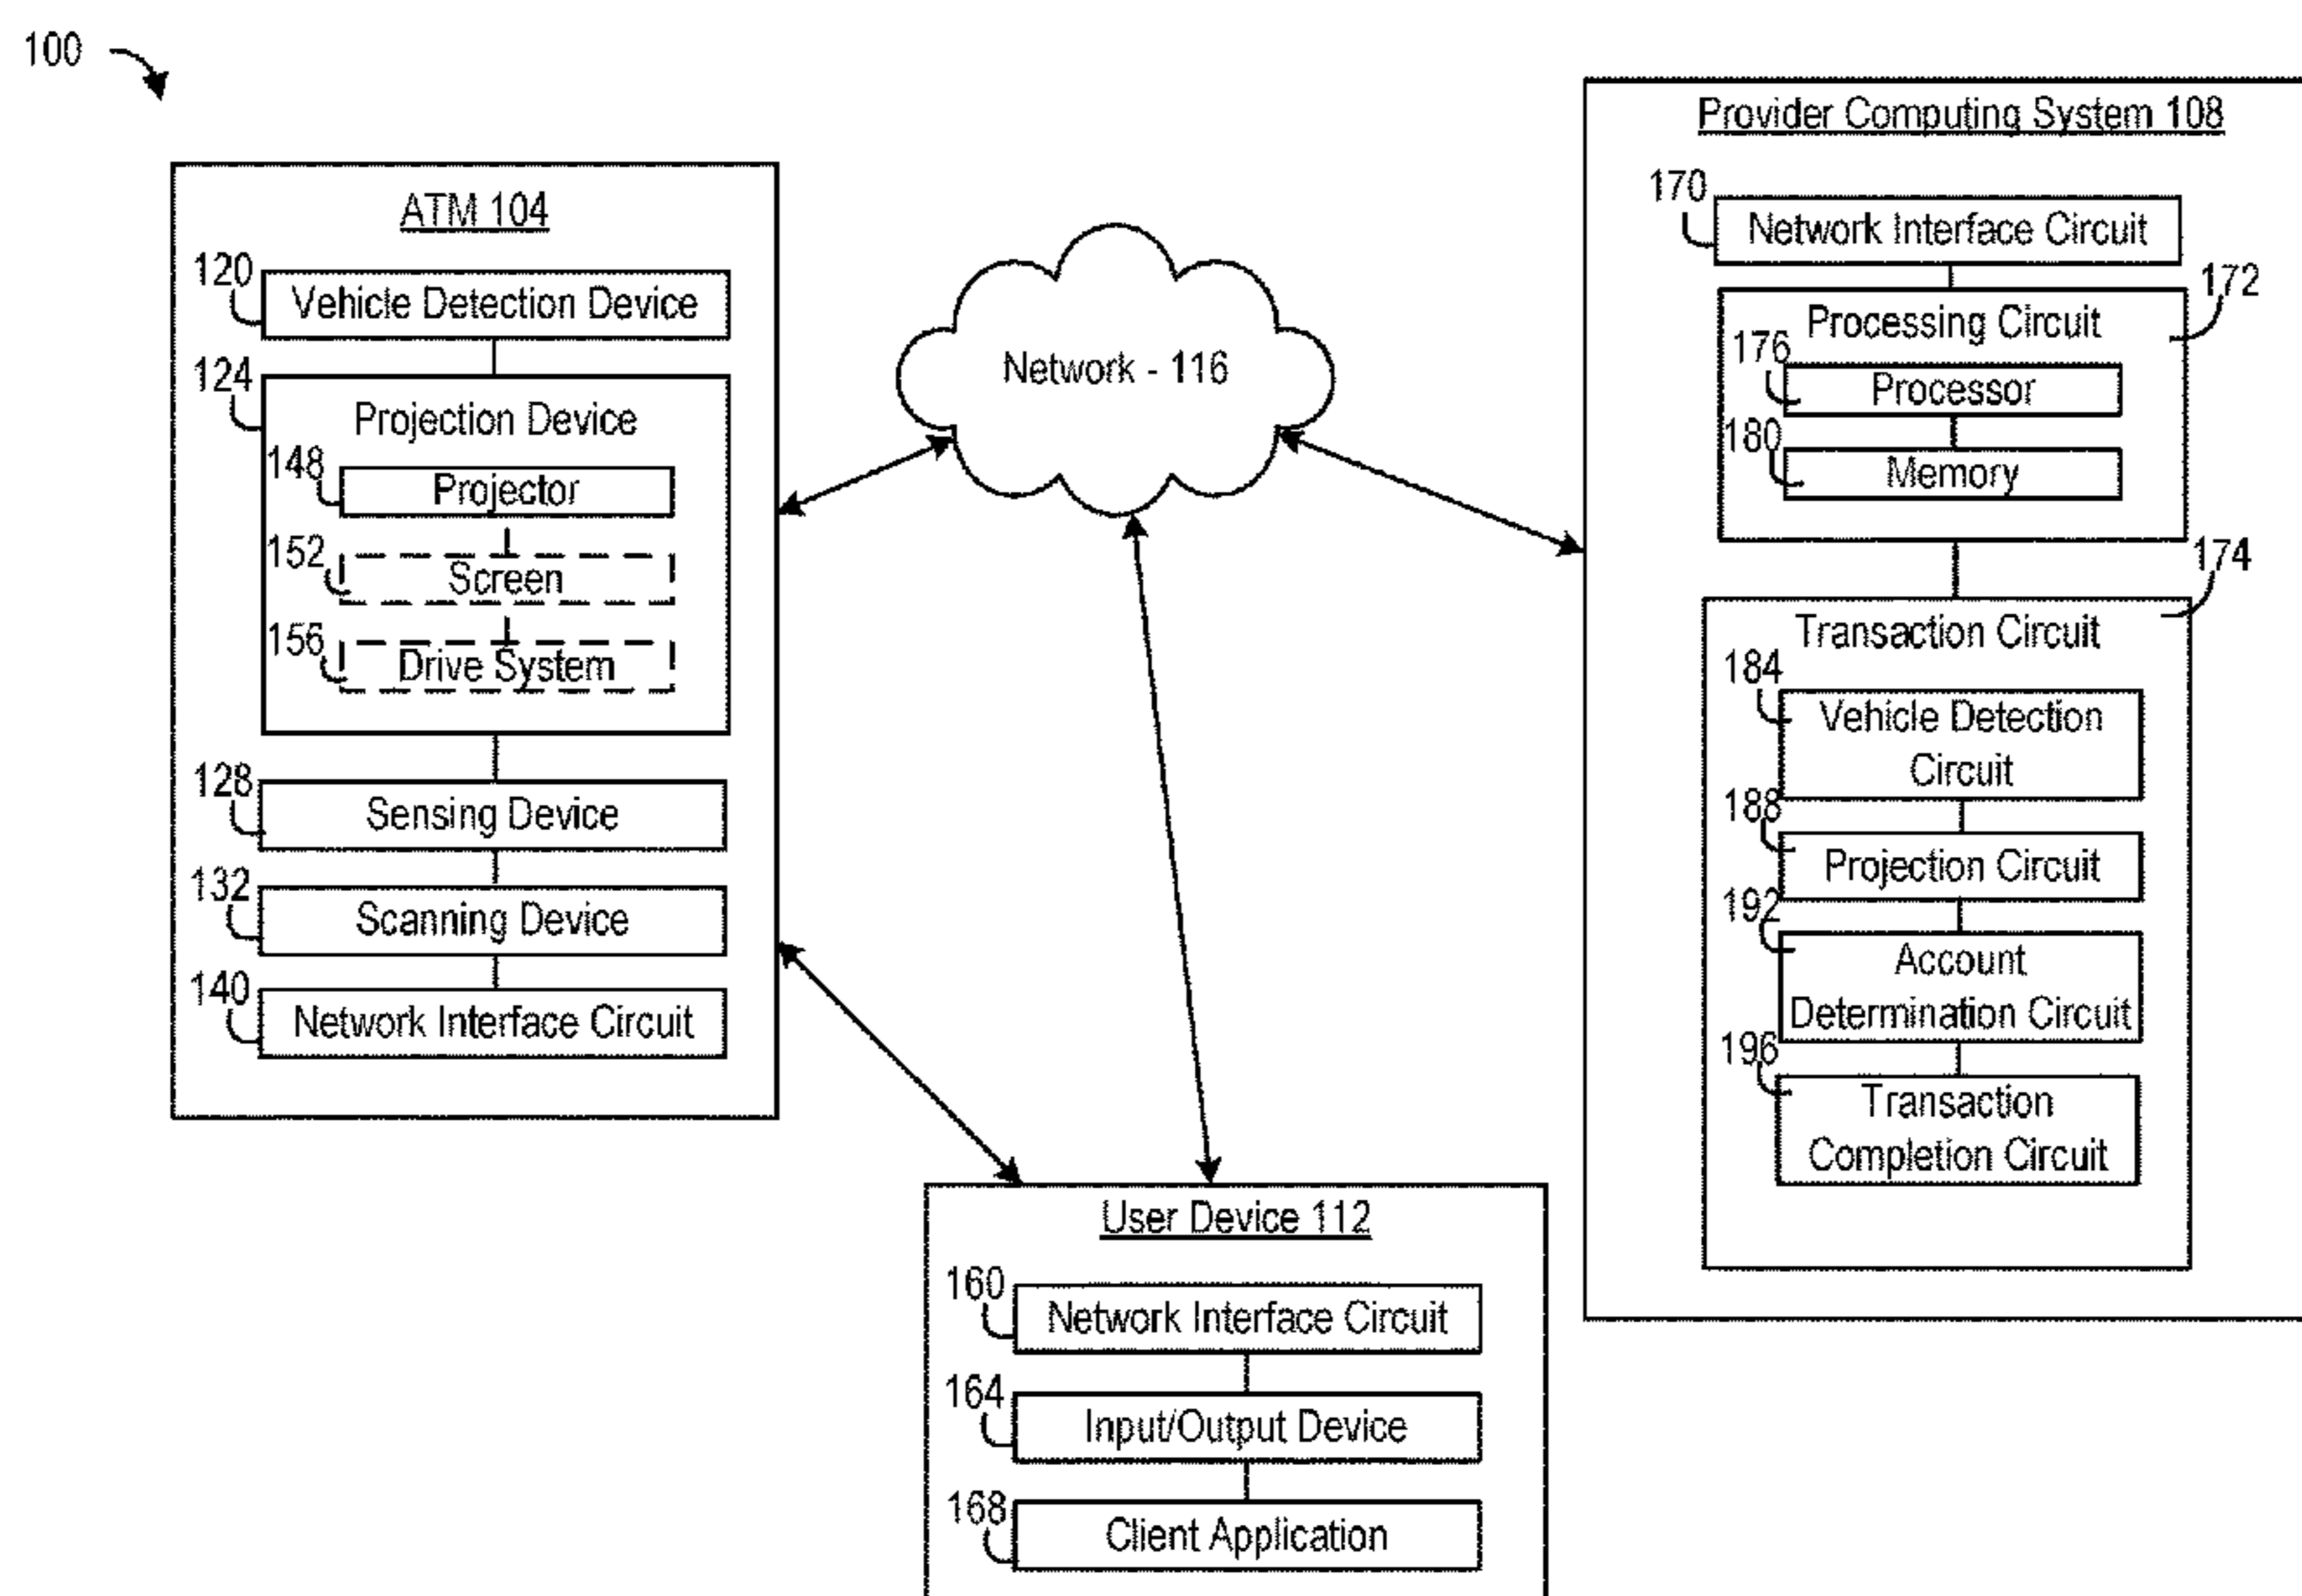 100
ATM 104
120
Vehicle Detection Device
124
Projection Device
148
Projector
152
Screen
156
Drive System
128
Sensing Device
132
Scanning Device
140
Network Interface Circuit
Network - 116
User Device 112
160
Network Interface Circuit
164
Input/Output Device
168
Client Application
Provider Computing System 108
170
Network Interface Circuit
172
Processing Circuit
176
Processor
180
Memory
174
Transaction Circuit
184
Vehicle Detection
Circuit
188
Projection Circuit
192
Account
Determination Circuit
196
Transaction
Completion Circuit